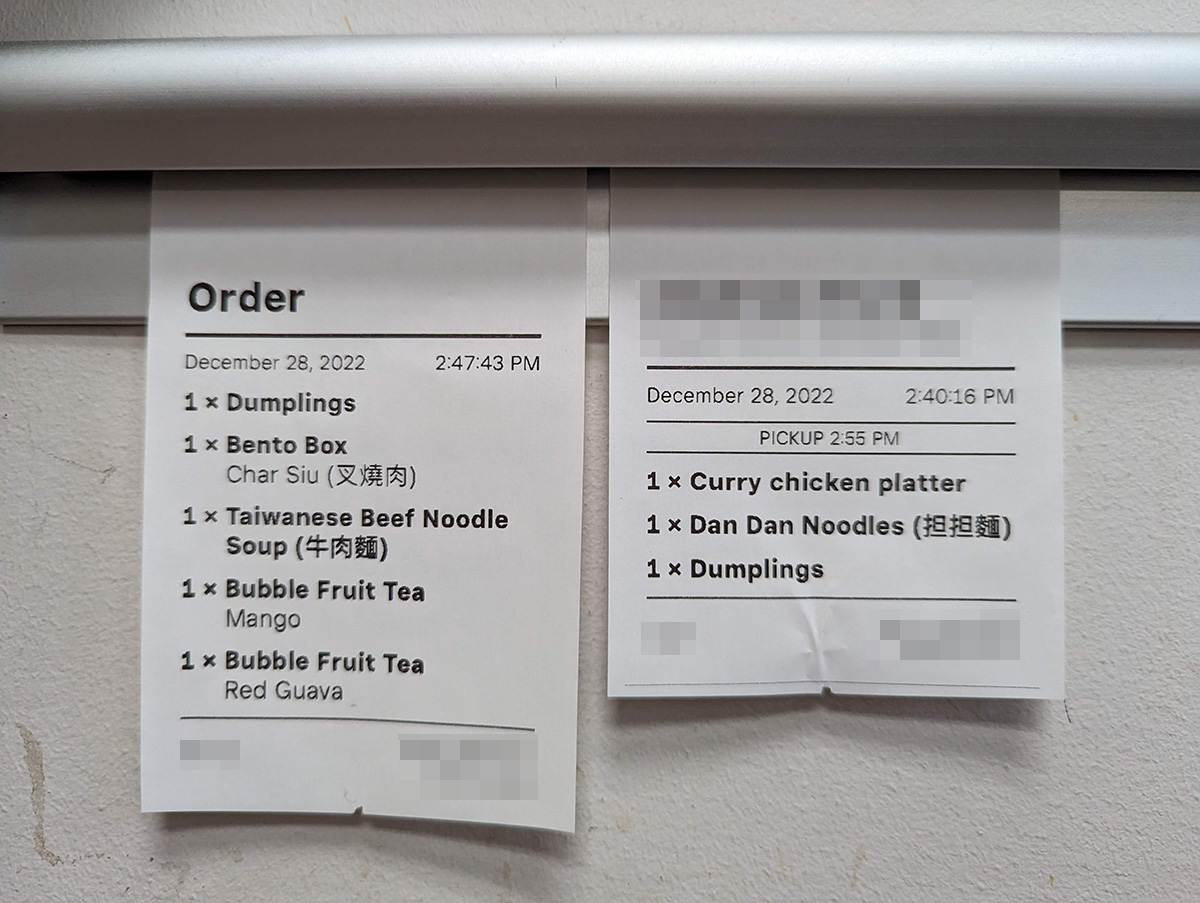 Order
December 28, 2022 2:47:43 PM
1 × Dumplings
1 × Bento Box
Char Siu (叉燒肉)
1 × Taiwanese Beef Noodle
Soup (牛肉麵)
1 × Bubble Fruit Tea
Mango
1 × Bubble Fruit Tea
Red Guava
December 28, 2022 2:40:16 PM
PICKUP 2:55 PM
1 × Curry chicken platter
1 × Dan Dan Noodles (担担麵)
1 × Dumplings